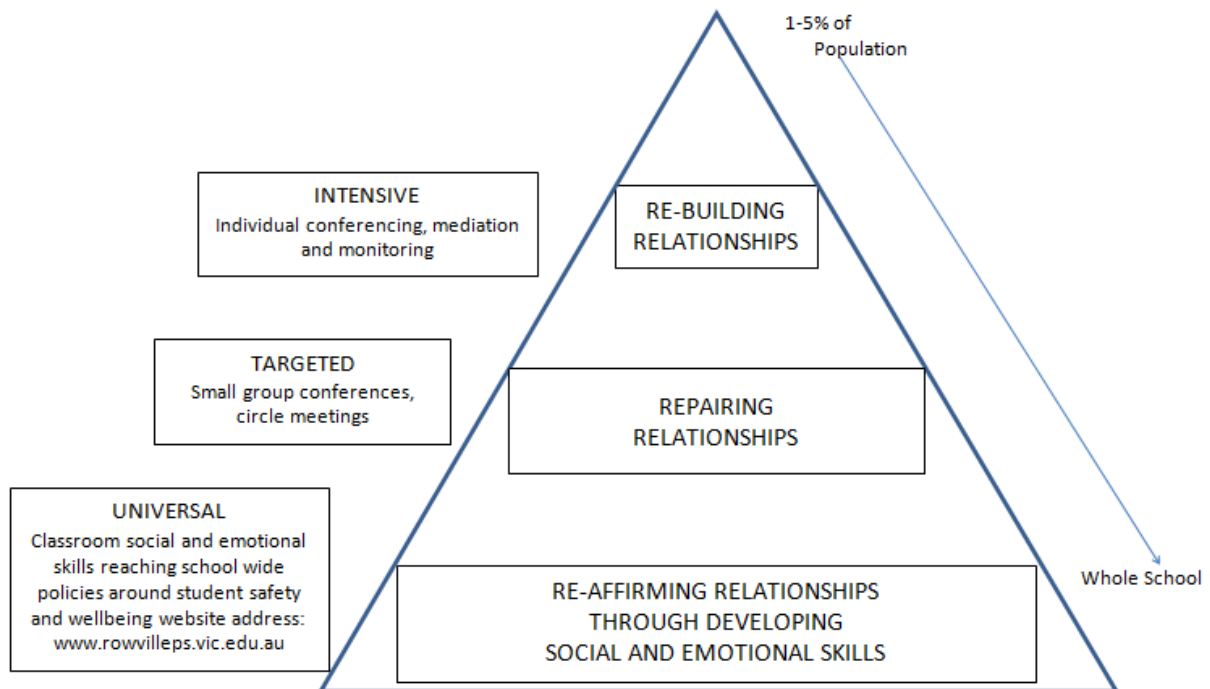 1-5% of
Population
INTENSIVE
Individual conferencing, mediation
and monitoring
RE-BUILDING
RELATIONSHIPS
TARGETED
Small group conferences,
circle meetings
REPAIRING
RELATIONSHIPS
UNIVERSAL
Classroom social and emotional
skills reaching school wide
policies around student safety
and wellbeing website address:
www.rowvilleps.vic.edu.au
RE-AFFIRMING RELATIONSHIPS
THROUGH DEVELOPING
SOCIAL AND EMOTIONAL SKILLS
Whole School